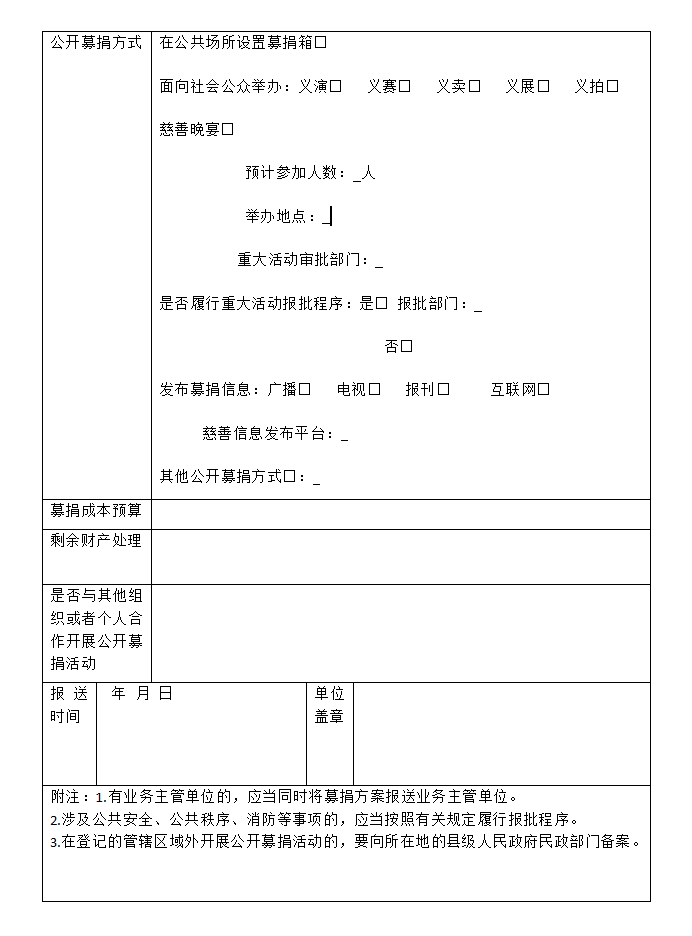 公开募捐方式
在公共场所设置募捐箱□
面向社会公众举办：义演□ 义赛□ 义卖□ 义展□ 义拍□
慈善晚宴□
预计参加人数：_人
举办地点：_
重大活动审批部门：_
是否履行重大活动报批程序：是□ 报批部门：_
否□
发布募捐信息：广播□ 电视□ 报刊□ 互联网□
慈善信息发布平台：_
其他公开募捐方式□：_
募捐成本预算
剩余财产处理
是否与其他组
织或者个人合
作开展公开募
捐活动
报 送
时间
年 月 日
单位
盖章
附注：1.有业务主管单位的，应当同时将募捐方案报送业务主管单位。
2.涉及公共安全、公共秩序、消防等事项的，应当按照有关规定履行报批程序。
3.在登记的管辖区域外开展公开募捐活动的，要向所在地的县级人民政府民政部门备案。